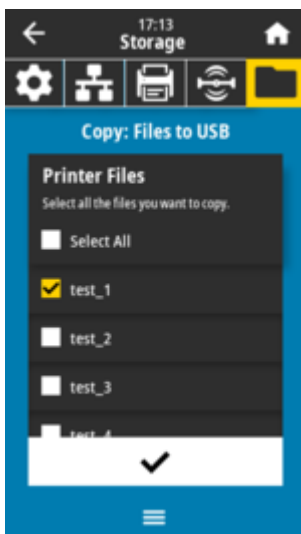 17:13
Storage
Copy: Files to USB
Printer Files
Select all the files you want to copy.
Select All
test_1
test_2
test_3
test_4